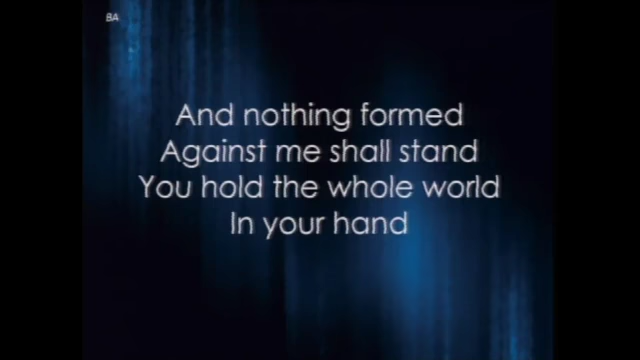 BA
And nothing formed
Against me shall stand
You hold the whole world
In your hand